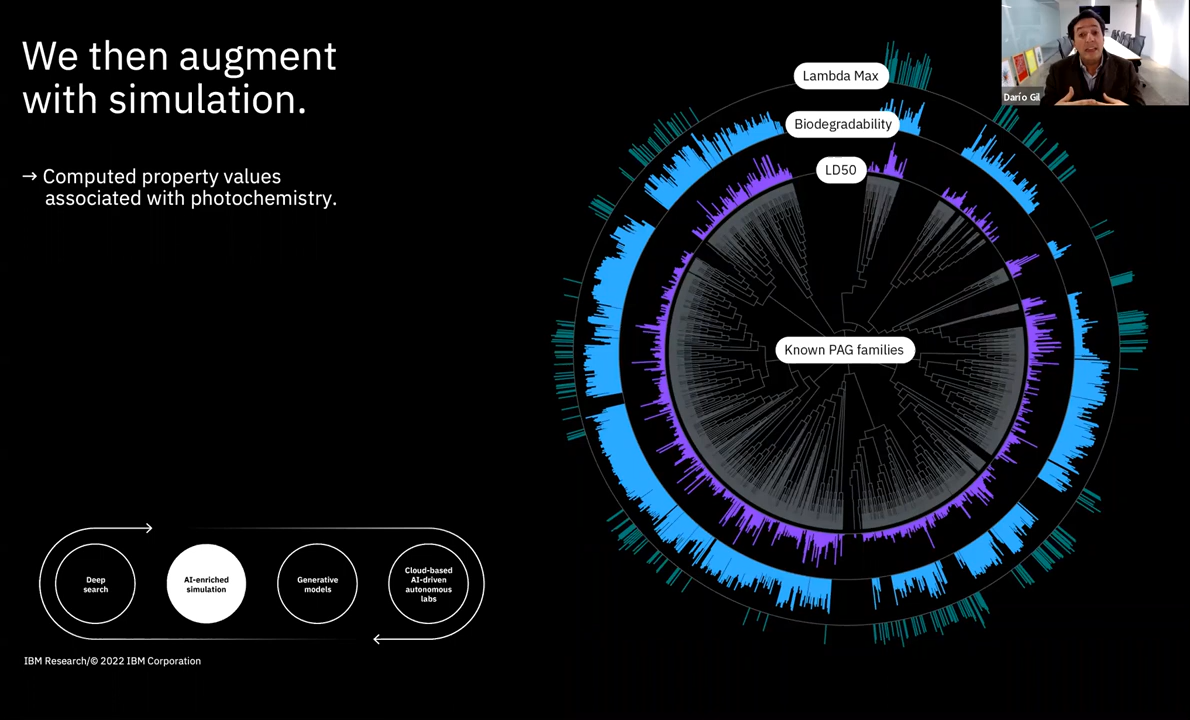 We then augment
with simulation.
→ Computed property values
associated with photochemistry.
Lambda Max
Biodegradability
LD50
Known PAG families
Darío Gil
Deep
search
AI-enriched
simulation
Generative
models
Cloud-based
AI-driven
autonomous
labs
IBM Research/© 2022 IBM Corporation